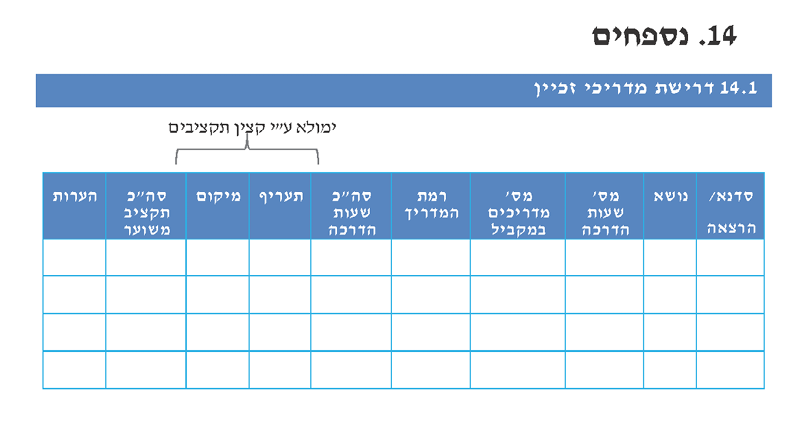 14. נספחים
14.1 דרישת מדריכי זכיין
ימולא ע״י קצין תקציבים
סדנא/ הרצאה
נושא
מס׳ שעות הדרכה
מס׳ מדריכים במקביל
רמת המדריך
סה״כ שעות הדרכה
תעריף
מיקום
סה״כ תקציב משוער
הערות